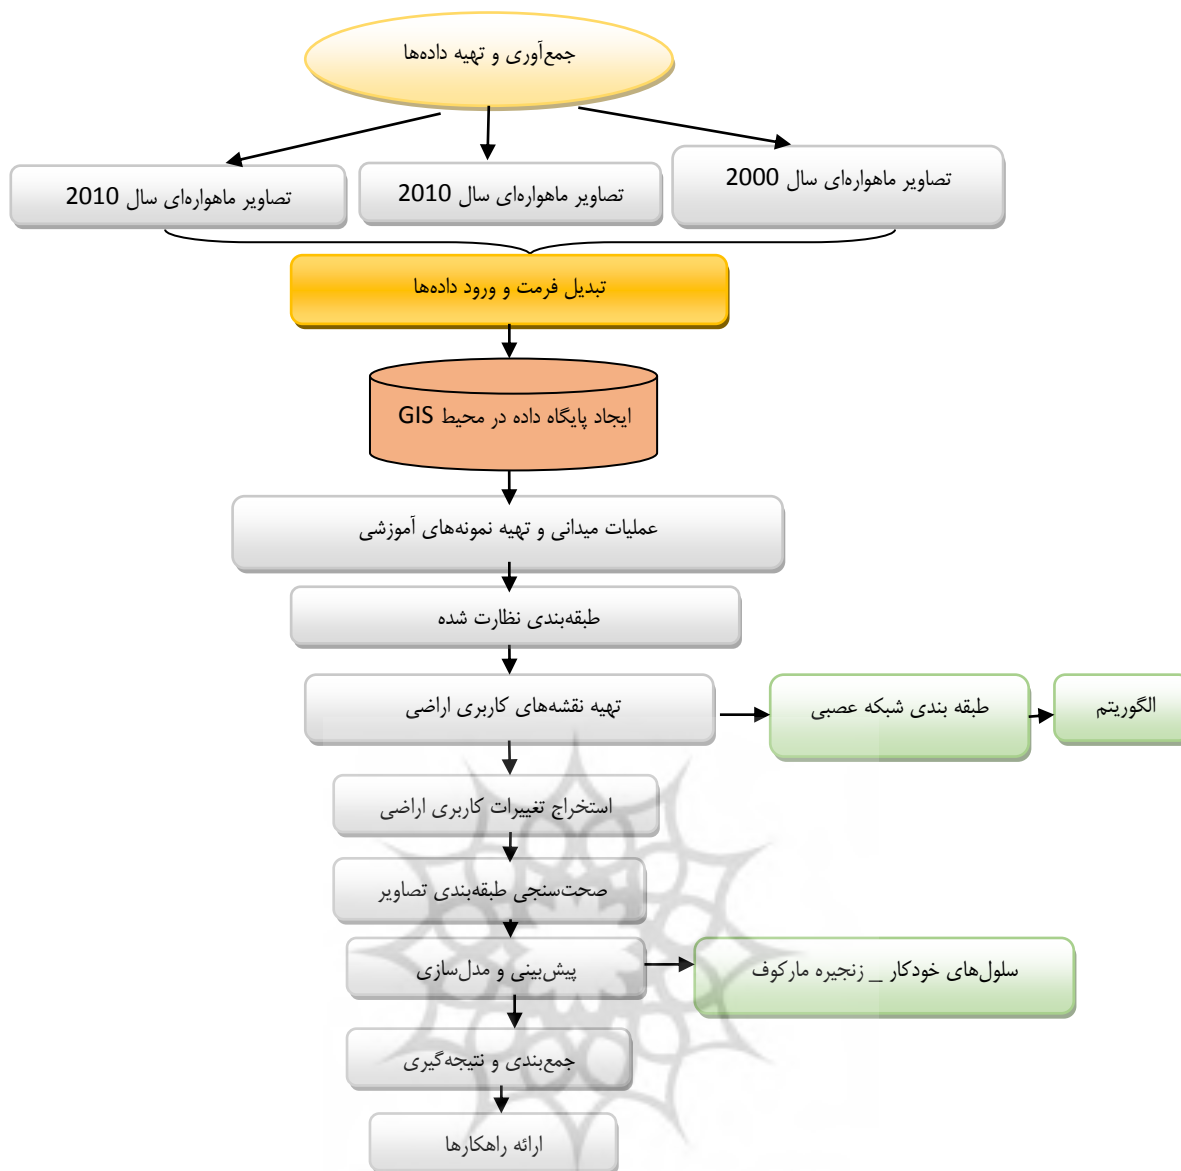 جمع‌آوری و تهیه داده‌ها
تصاویر ماهواره‌ای سال 2000
تصاویر ماهواره‌ای سال 2010
تصاویر ماهواره‌ای سال 2010
تبدیل فرمت و ورود داده‌ها
ایجاد پایگاه داده در محیط GIS
عملیات میدانی و تهیه نمونه‌های آموزشی
طبقه‌بندی نظارت شده
تهیه نقشه‌های کاربری اراضی
طبقه بندی شبکه عصبی
الگوریتم
استخراج تغییرات کاربری اراضی
صحت‌سنجی طبقه‌بندی تصاویر
پیش‌بینی و مدل‌سازی
سلول‌های خودکار _ زنجیره مارکوف
جمع‌بندی و نتیجه‌گیری
ارائه راهکارها